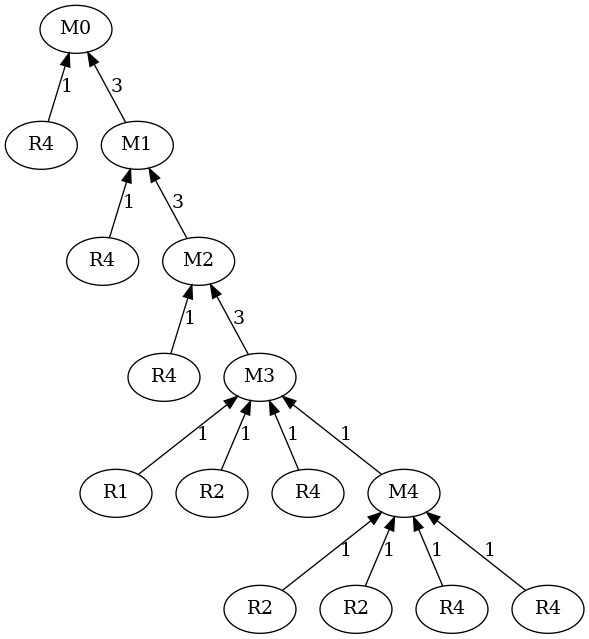 M0
1 3
R4 M1
1 3
R4 M2
1 3
R4 M3
1 1 1 1
R1 R2 R4 M4
1 1 1 1
R2 R2 R4 R4